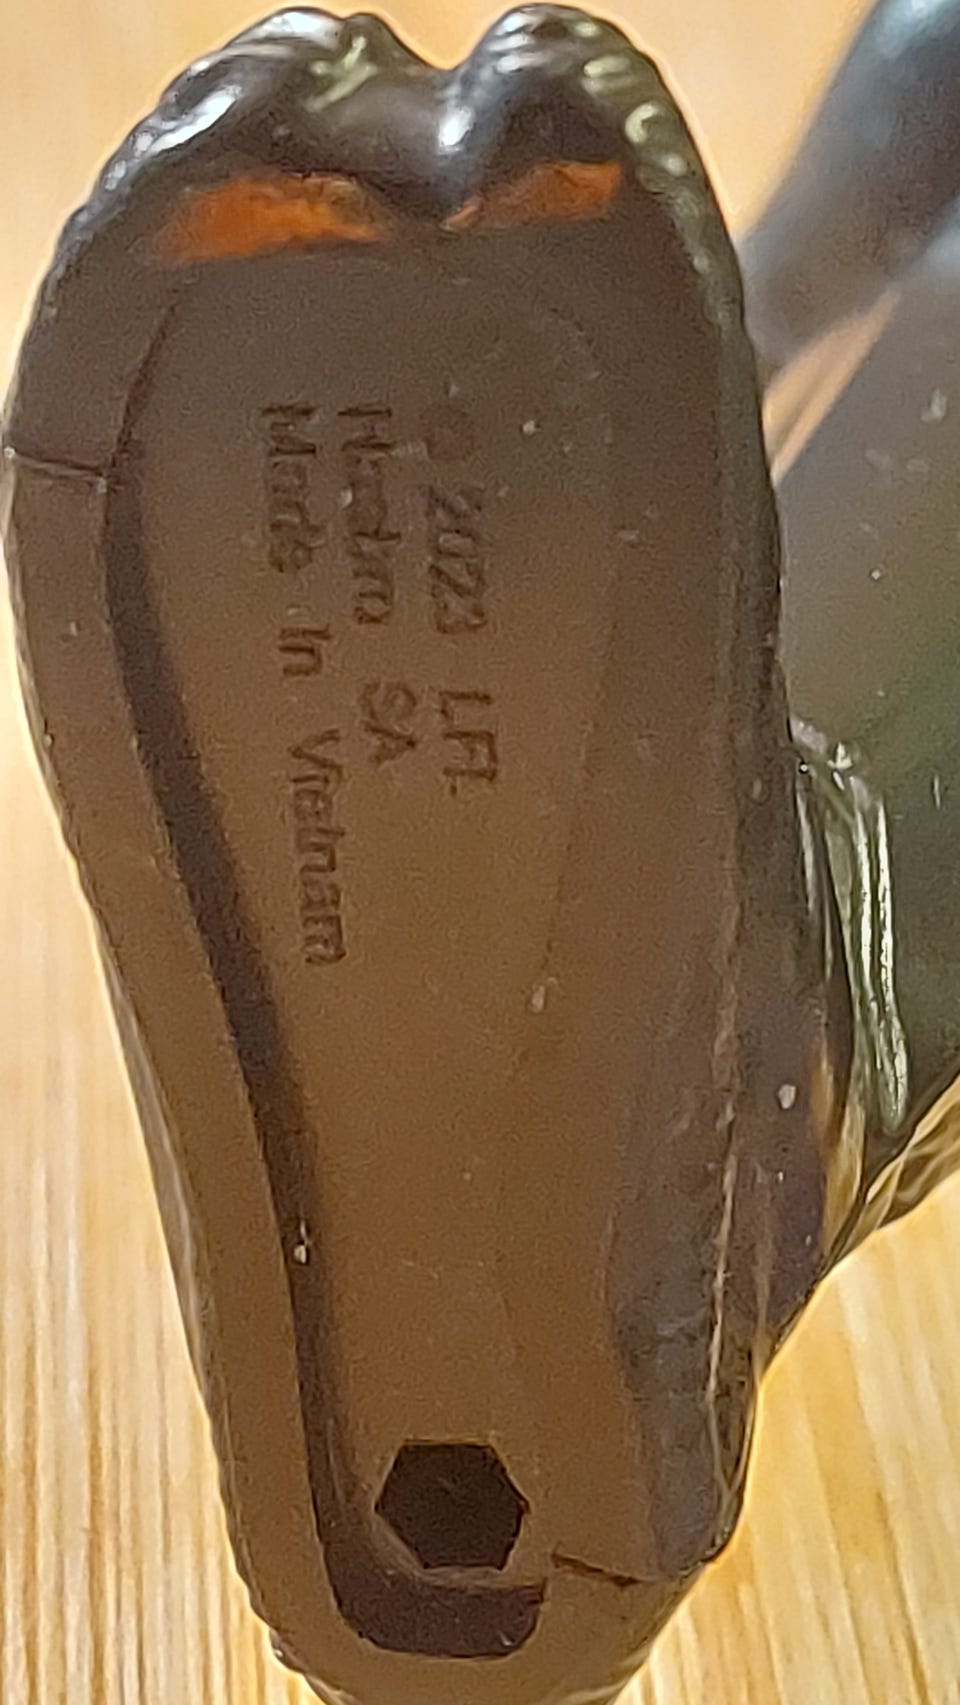 © 2023 LFL
Hasbro SA
Made In Vietnam